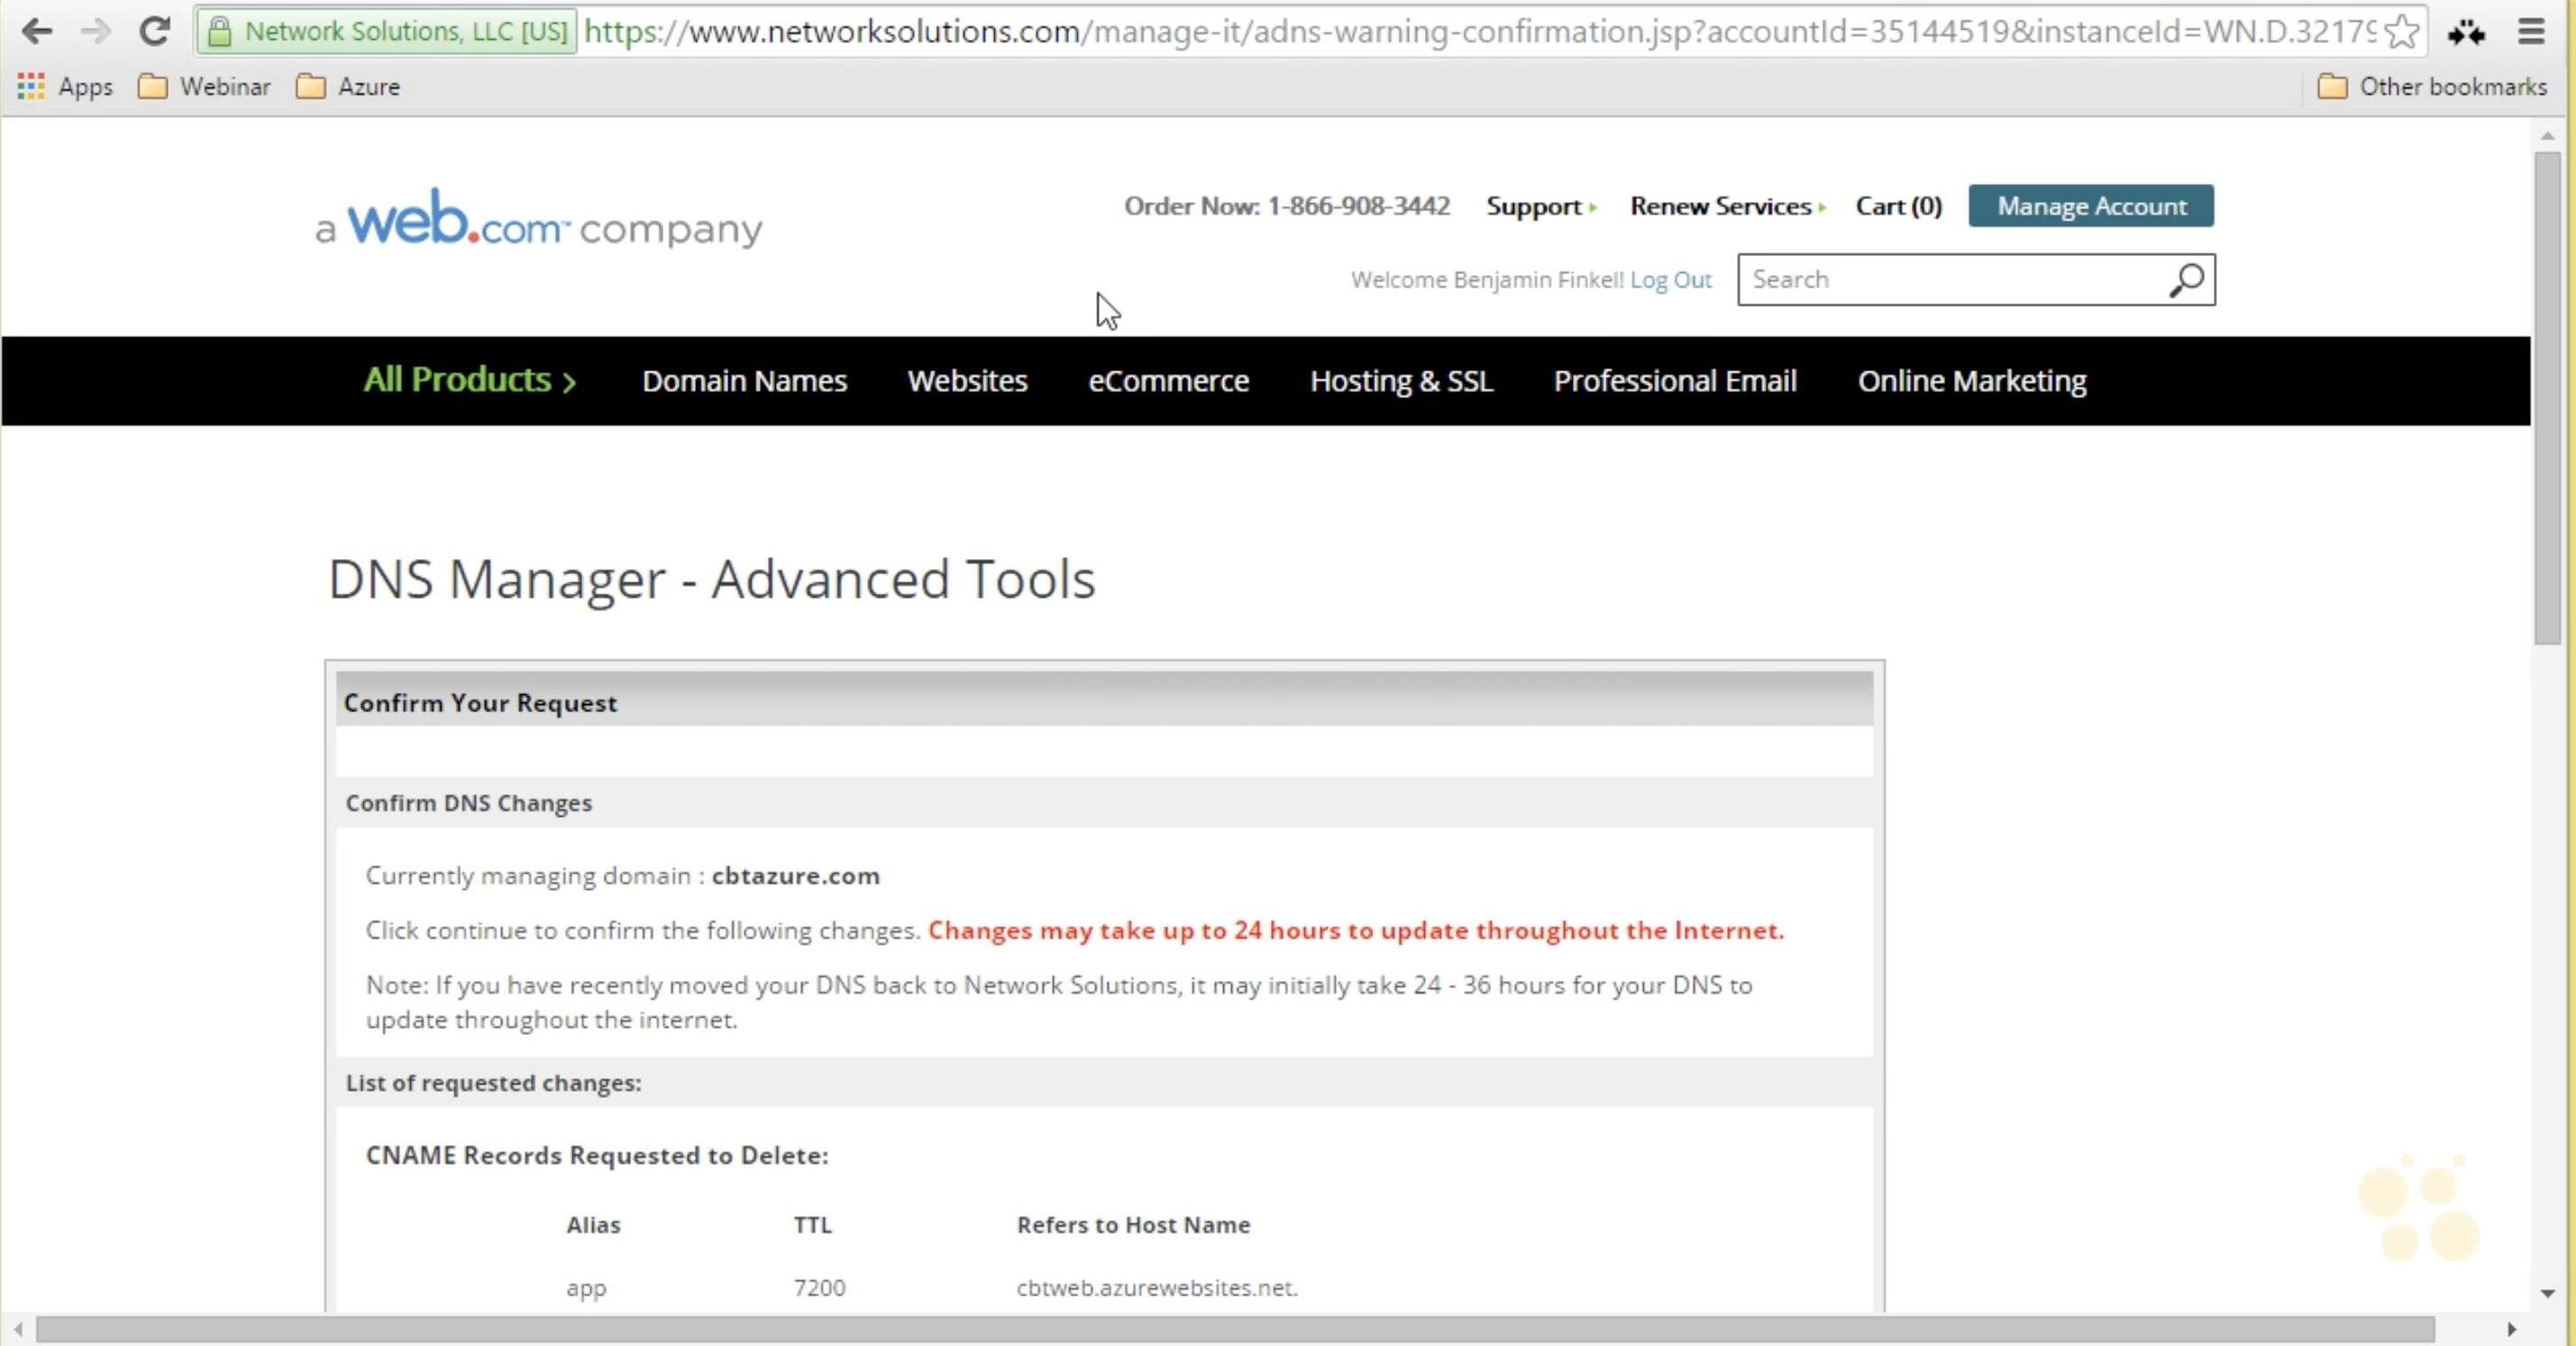 Network Solutions, LLC [US] https://www.networksolutions.com/manage-it/adns-warning-confirmation.jsp?accountId=35144519&instanceId=WN.D.32179
Apps Webinar Azure Other bookmarks
a web.com™ company
Order Now: 1-866-908-3442 Support Renew Services Cart (0) Manage Account
Welcome Benjamin Finkel! Log Out Search
All Products > Domain Names Websites eCommerce Hosting & SSL Professional Email Online Marketing
DNS Manager - Advanced Tools
Confirm Your Request
Confirm DNS Changes
Currently managing domain : cbtazure.com
Click continue to confirm the following changes. Changes may take up to 24 hours to update throughout the Internet.
Note: If you have recently moved your DNS back to Network Solutions, it may initially take 24 - 36 hours for your DNS to
update throughout the internet.
List of requested changes:
CNAME Records Requested to Delete:
Alias TTL Refers to Host Name
app 7200 cbtweb.azurewebsites.net.